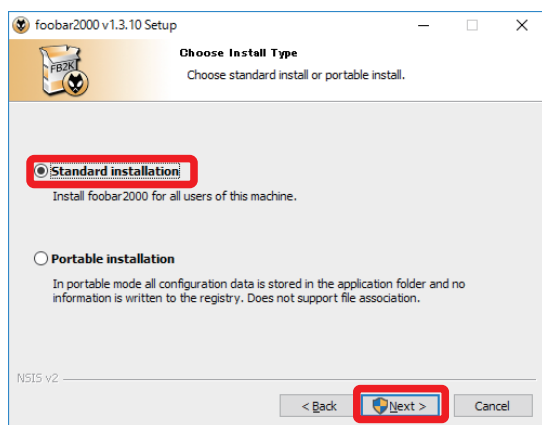 foobar2000 v1.3.10 Setup
FB2K
Choose Install Type
Choose standard install or portable install.
Standard installation
Install foobar2000 for all users of this machine.
Portable installation
In portable mode all configuration data is stored in the application folder and no
information is written to the registry. Does not support file association.
NSIS v2
< Back
Next >
Cancel